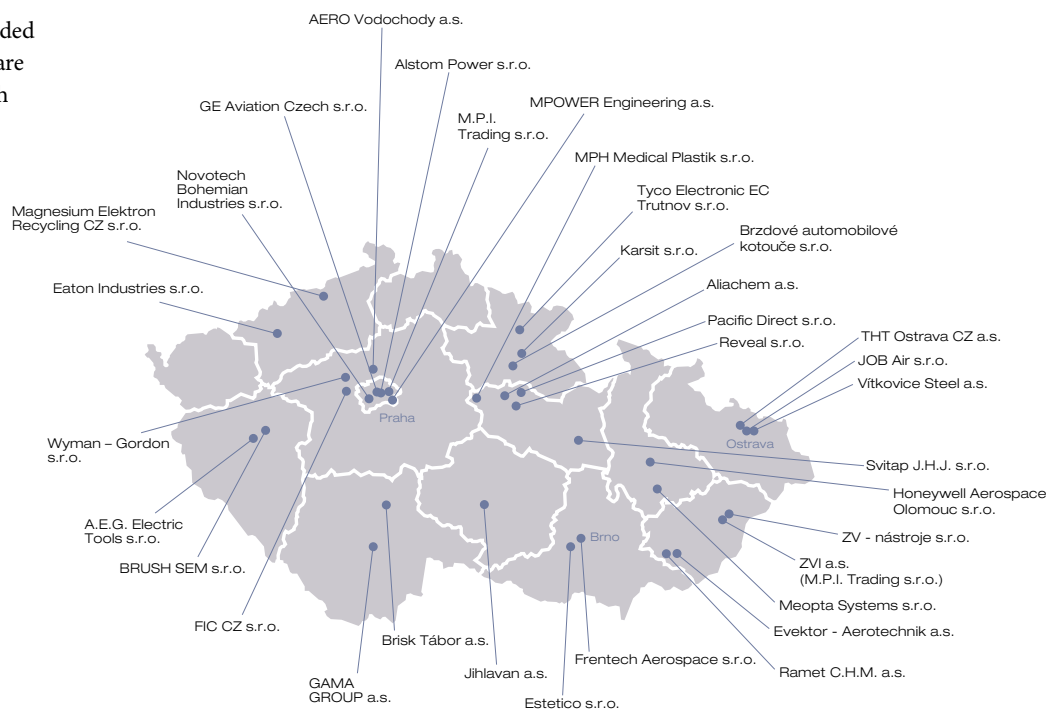 ded
are
n
AERO Vodochody a.s.
Alstom Power s.r.o.
GE Aviation Czech s.r.o.
MPOWER Engineering a.s.
M.P.I.
Trading s.r.o.
MPH Medical Plastik s.r.o.
Novotech
Bohemian
Industries s.r.o.
Tyco Electronic EC
Trutnov s.r.o.
Magnesium Elektron
Recycling CZ s.r.o.
Brzdové automobilové
kotouče s.r.o.
Karsit s.r.o.
Eaton Industries s.r.o.
Aliachem a.s.
Pacific Direct s.r.o.
Reveal s.r.o.
THT Ostrava CZ a.s.
JOB Air s.r.o.
Vítkovice Steel a.s.
Praha
Ostrava
Wyman – Gordon
s.r.o.
Svitap J.H.J. s.r.o.
Honeywell Aerospace
Olomouc s.r.o.
A.E.G. Electric
Tools s.r.o.
Brno
ZV - nástroje s.r.o.
BRUSH SEM s.r.o.
ZVI a.s.
(M.P.I. Trading s.r.o.)
Meopta Systems s.r.o.
FIC CZ s.r.o.
Evektor - Aerotechnik a.s.
Brisk Tábor a.s.
Frentech Aerospace s.r.o.
Jihlavan a.s.
Ramet C.H.M. a.s.
GAMA
GROUP a.s.
Estetico s.r.o.